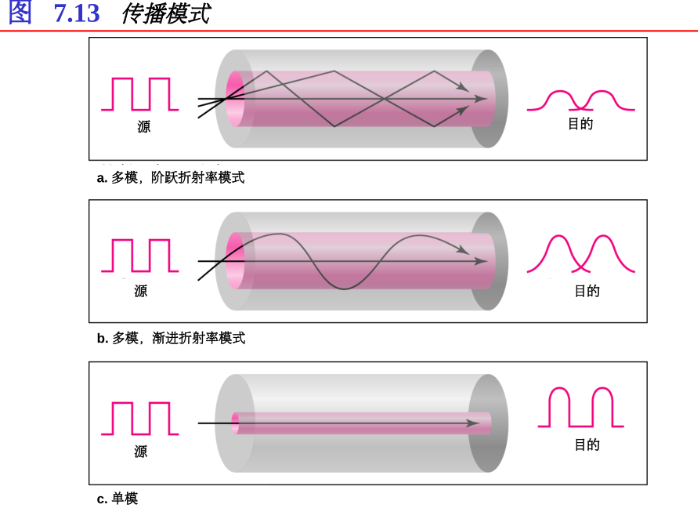 图 7.13 传播模式
源
目的
a. 多模，阶跃折射率模式
源
目的
b. 多模，渐进折射率模式
源
目的
c. 单模